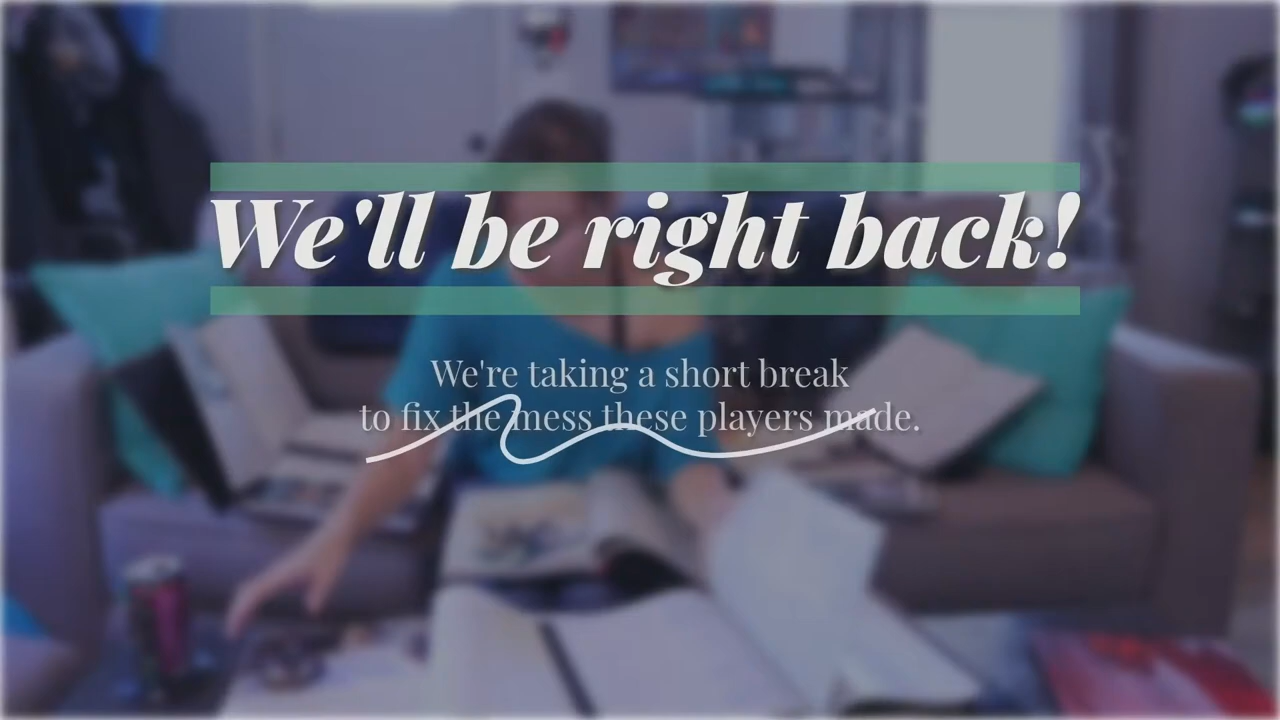 We'll be right back!
We're taking a short break
to fix the mess these players made.